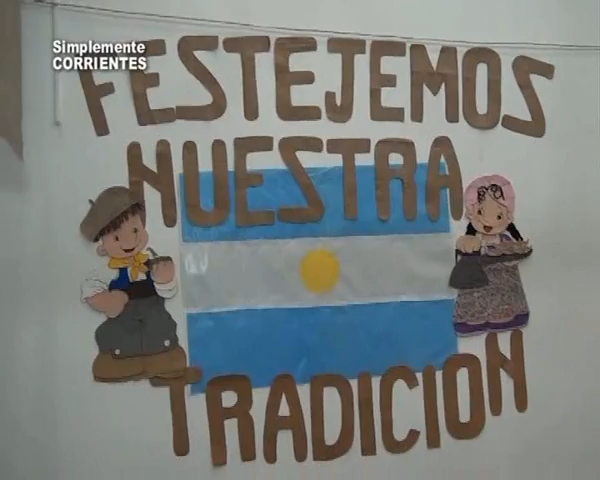 Simplemente
CORRIENTES
FESTEJEMOS
NUESTRA
TRADICION